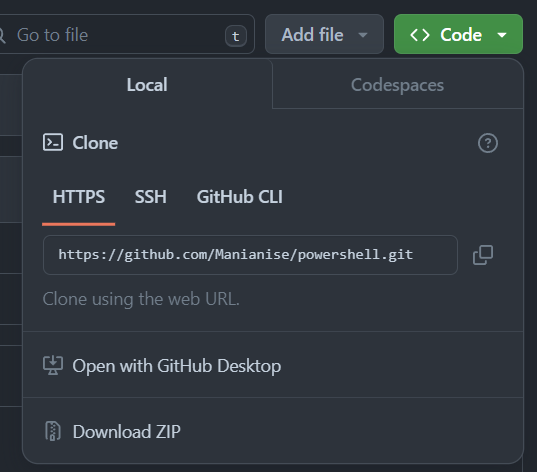 Go to file
t
Add file
<> Code
Local
Codespaces
Clone
HTTPS
SSH
GitHub CLI
https://github.com/Manianise/powershell.git
Clone using the web URL.
Open with GitHub Desktop
Download ZIP